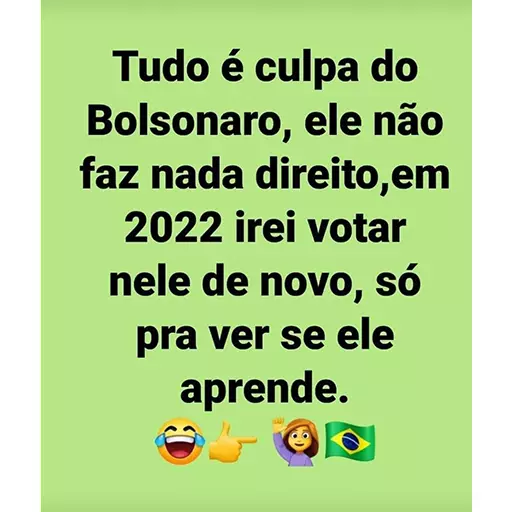 Tudo é culpa do
Bolsonaro, ele não
faz nada direito,em
2022 irei votar
nele de novo, só
pra ver se ele
aprende.
😂👉 🙋‍♀️🇧🇷